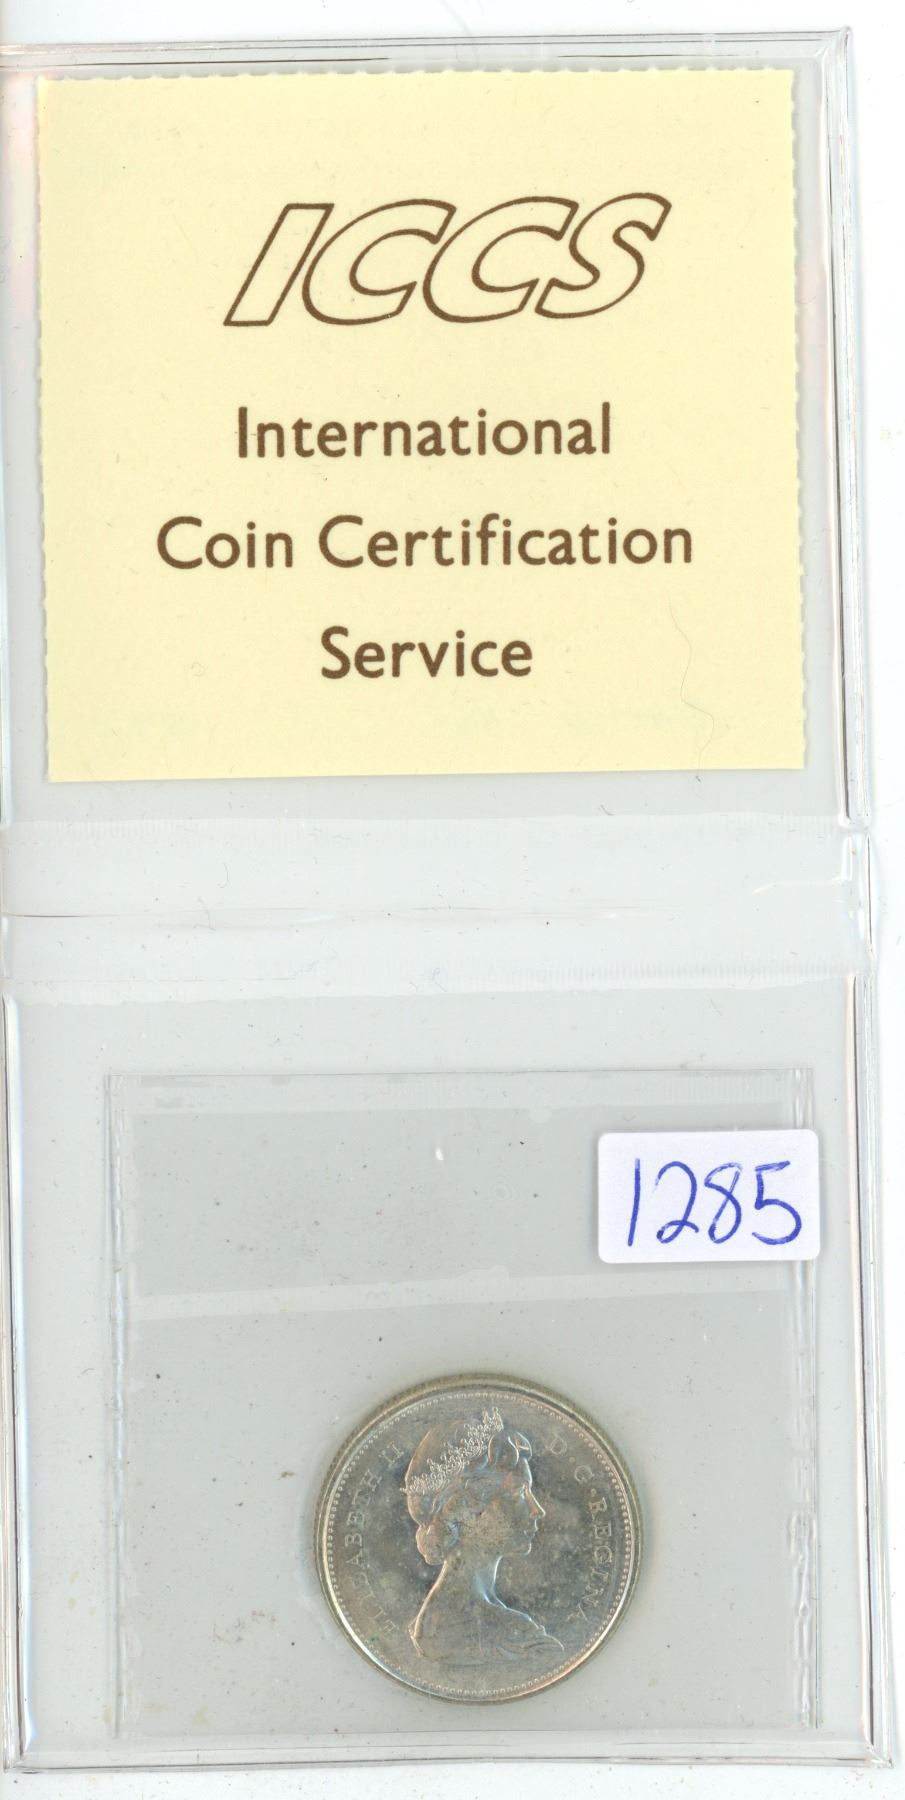 ICCS
International
Coin Certification
Service
1285
ELIZABETH II D · G · REGINA